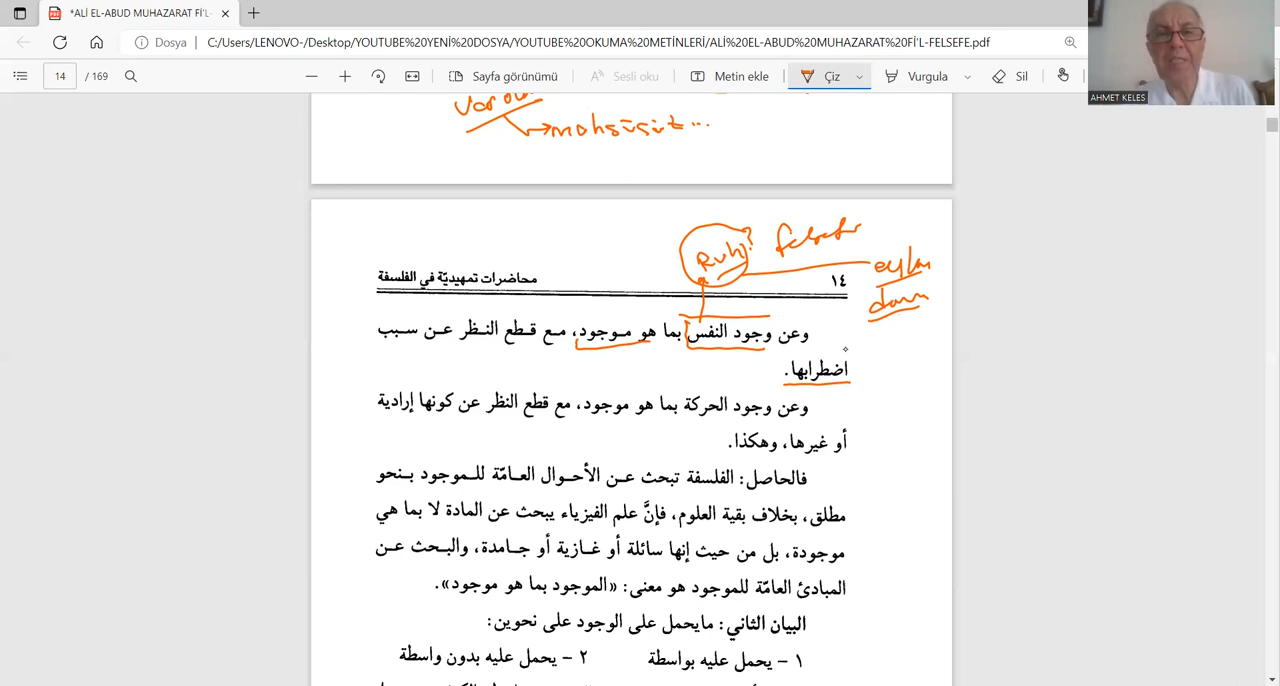 *ALİ EL-ABUD MUHAZARAT Fİ'L-
Dosya
C:/Users/LENOVO-/Desktop/YOUTUBE%20YENİ%20DOSYA/YOUTUBE%20OKUMA%20METİNLERİ/ALİ%20EL-ABUD%20MUHAZARAT%20Fİ'L-FELSEFE.pdf
14 / 169
Sayfa görünümü
Sesli oku
Metin ekle
Çiz
Vurgula
Sil
AHMET KELES
mahsūsūt...
Ruh?
محاضرات تمهيديّة في الفلسفة
١٤
وعن وجود النفس بما هو موجود، مع قطع النظر عن سبب
اضطرابها.
وعن وجود الحركة بما هو موجود، مع قطع النظر عن كونها إرادية
أو غيرها، وهكذا.
فالحاصل: الفلسفة تبحث عن الأحوال العامّة للموجود بنحو
مطلق، بخلاف بقية العلوم، فإنَّ علم الفيزياء يبحث عن المادة لا بما هي
موجودة، بل من حيث إنها سائلة أو غازية أو جامدة، والبحث عن
المبادئ العامّة للموجود هو معنى: «الموجود بما هو موجود».
البيان الثاني: مايحمل على الوجود على نحوين:
١ - يحمل عليه بواسطة
٢ - يحمل عليه بدون واسطة